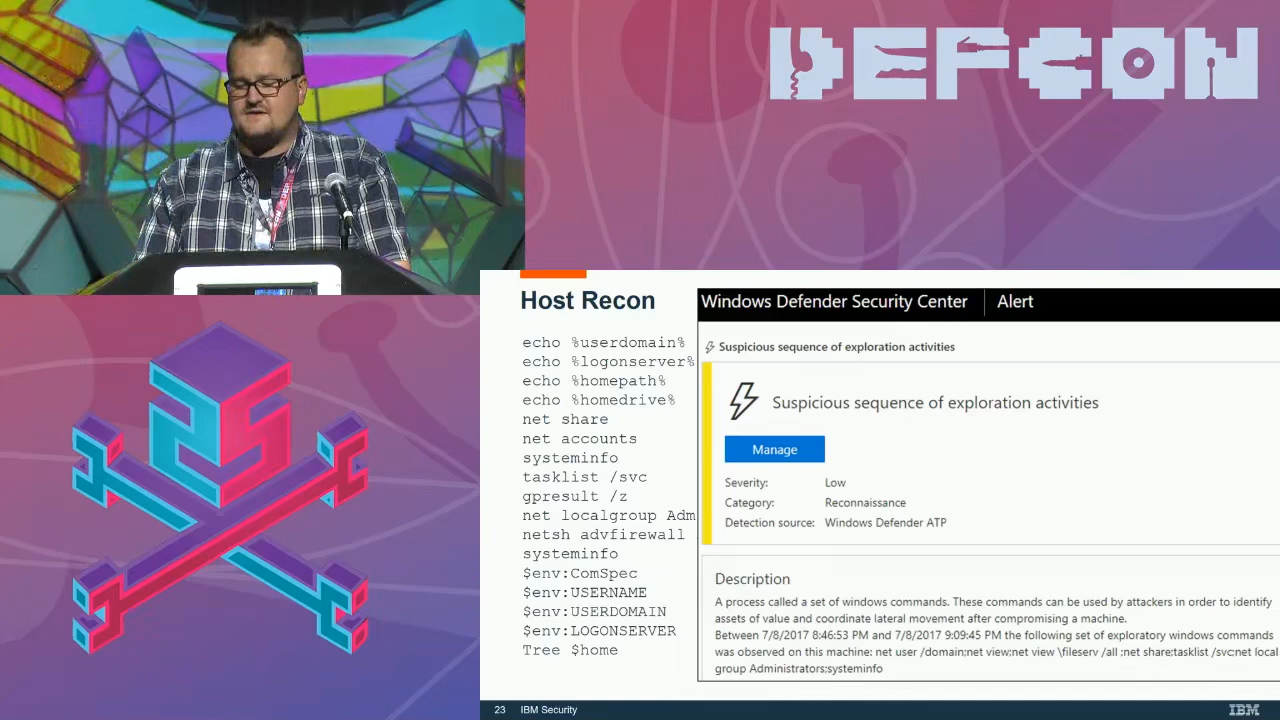 DEFCON
Host Recon
echo %userdomain%
echo %logonserver%
echo %homepath%
echo %homedrive%
net share
net accounts
systeminfo
tasklist /svc
gpresult /z
net localgroup Adm
netsh advfirewall
systeminfo
$env:ComSpec
$env:USERNAME
$env:USERDOMAIN
$env:LOGONSERVER
Tree $home
Windows Defender Security Center Alert
Suspicious sequence of exploration activities
Suspicious sequence of exploration activities
Manage
Severity: Low
Category: Reconnaissance
Detection source: Windows Defender ATP
Description
A process called a set of windows commands. These commands can be used by attackers in order to identify
assets of value and coordinate lateral movement after compromising a machine.
Between 7/8/2017 8:46:53 PM and 7/8/2017 9:09:45 PM the following set of exploratory windows commands
was observed on this machine: net user /domain;net view;net view \fileserv /all ;net share;tasklist /svc;net local
group Administrators;systeminfo
23 IBM Security
IBM